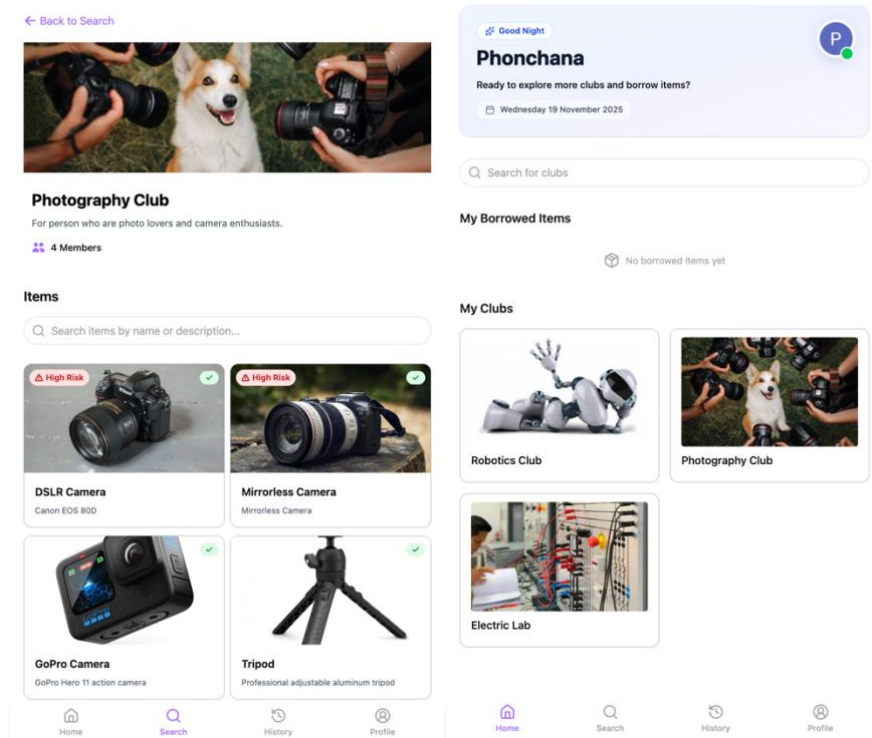 Back to Search
Photography Club
For person who are photo lovers and camera enthusiasts.
4 Members
Items
Search items by name or description...
High Risk
High Risk
DSLR Camera
Canon EOS 80D
Mirrorless Camera
Mirrorless Camera
GoPro Camera
GoPro Hero 11 action camera
Tripod
Professional adjustable aluminum tripod
Home
Search
History
Profile
Good Night
Phonchana
P
Ready to explore more clubs and borrow items?
Wednesday 19 November 2025
Search for clubs
My Borrowed Items
No borrowed items yet
My Clubs
Robotics Club
Photography Club
Electric Lab
Home
Search
History
Profile